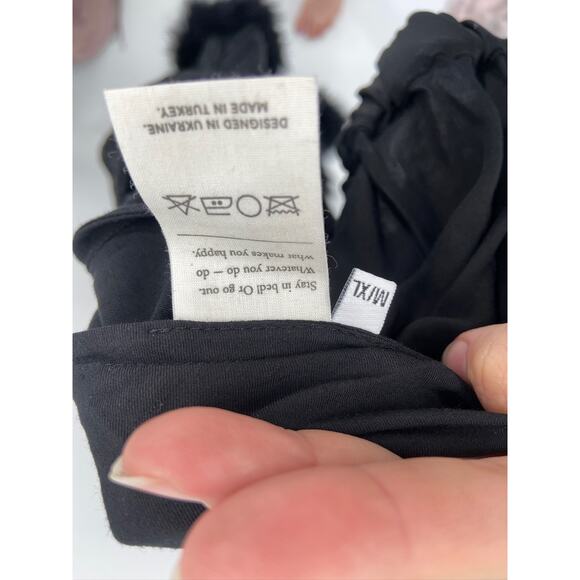 Stay in bed! Or go out.
Whatever you do — do
what makes you happy.
DESIGNED IN UKRAINE.
MADE IN TURKEY.
M/XL